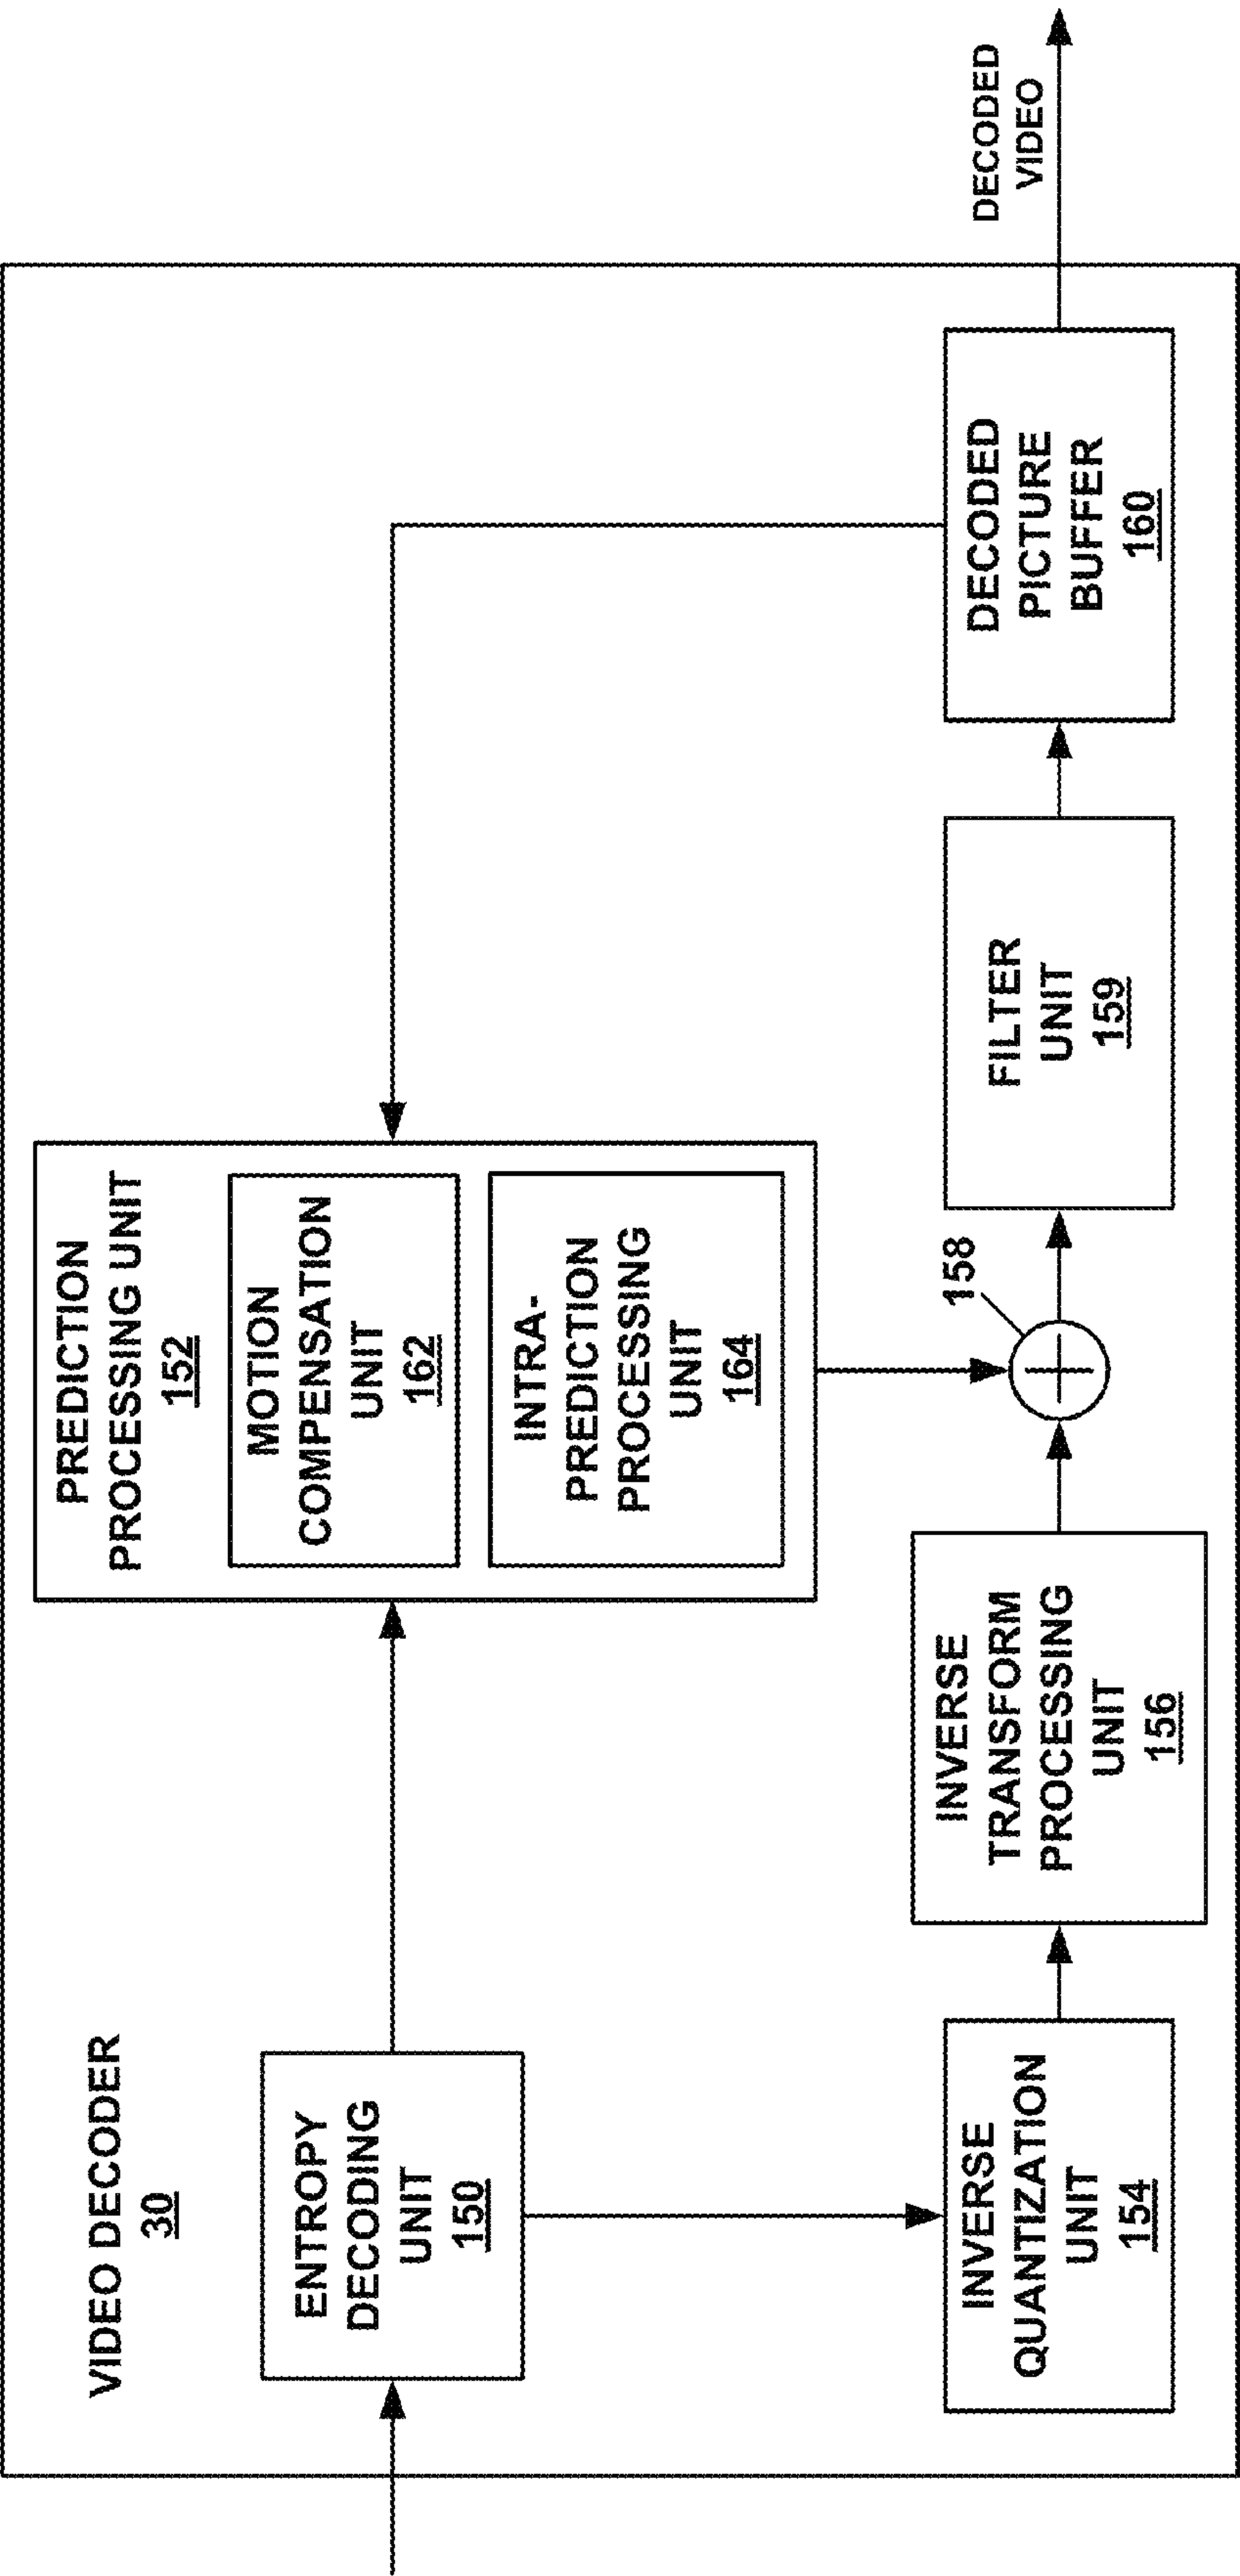 VIDEO DECODER
30
ENTROPY
DECODING
UNIT
150
PREDICTION
PROCESSING UNIT
152
MOTION
COMPENSATION
UNIT
162
INTRA-
PREDICTION
PROCESSING
UNIT
164
INVERSE
QUANTIZATION
UNIT
154
INVERSE
TRANSFORM
PROCESSING
UNIT
156
158
FILTER
UNIT
159
DECODED
PICTURE
BUFFER
160
DECODED
VIDEO